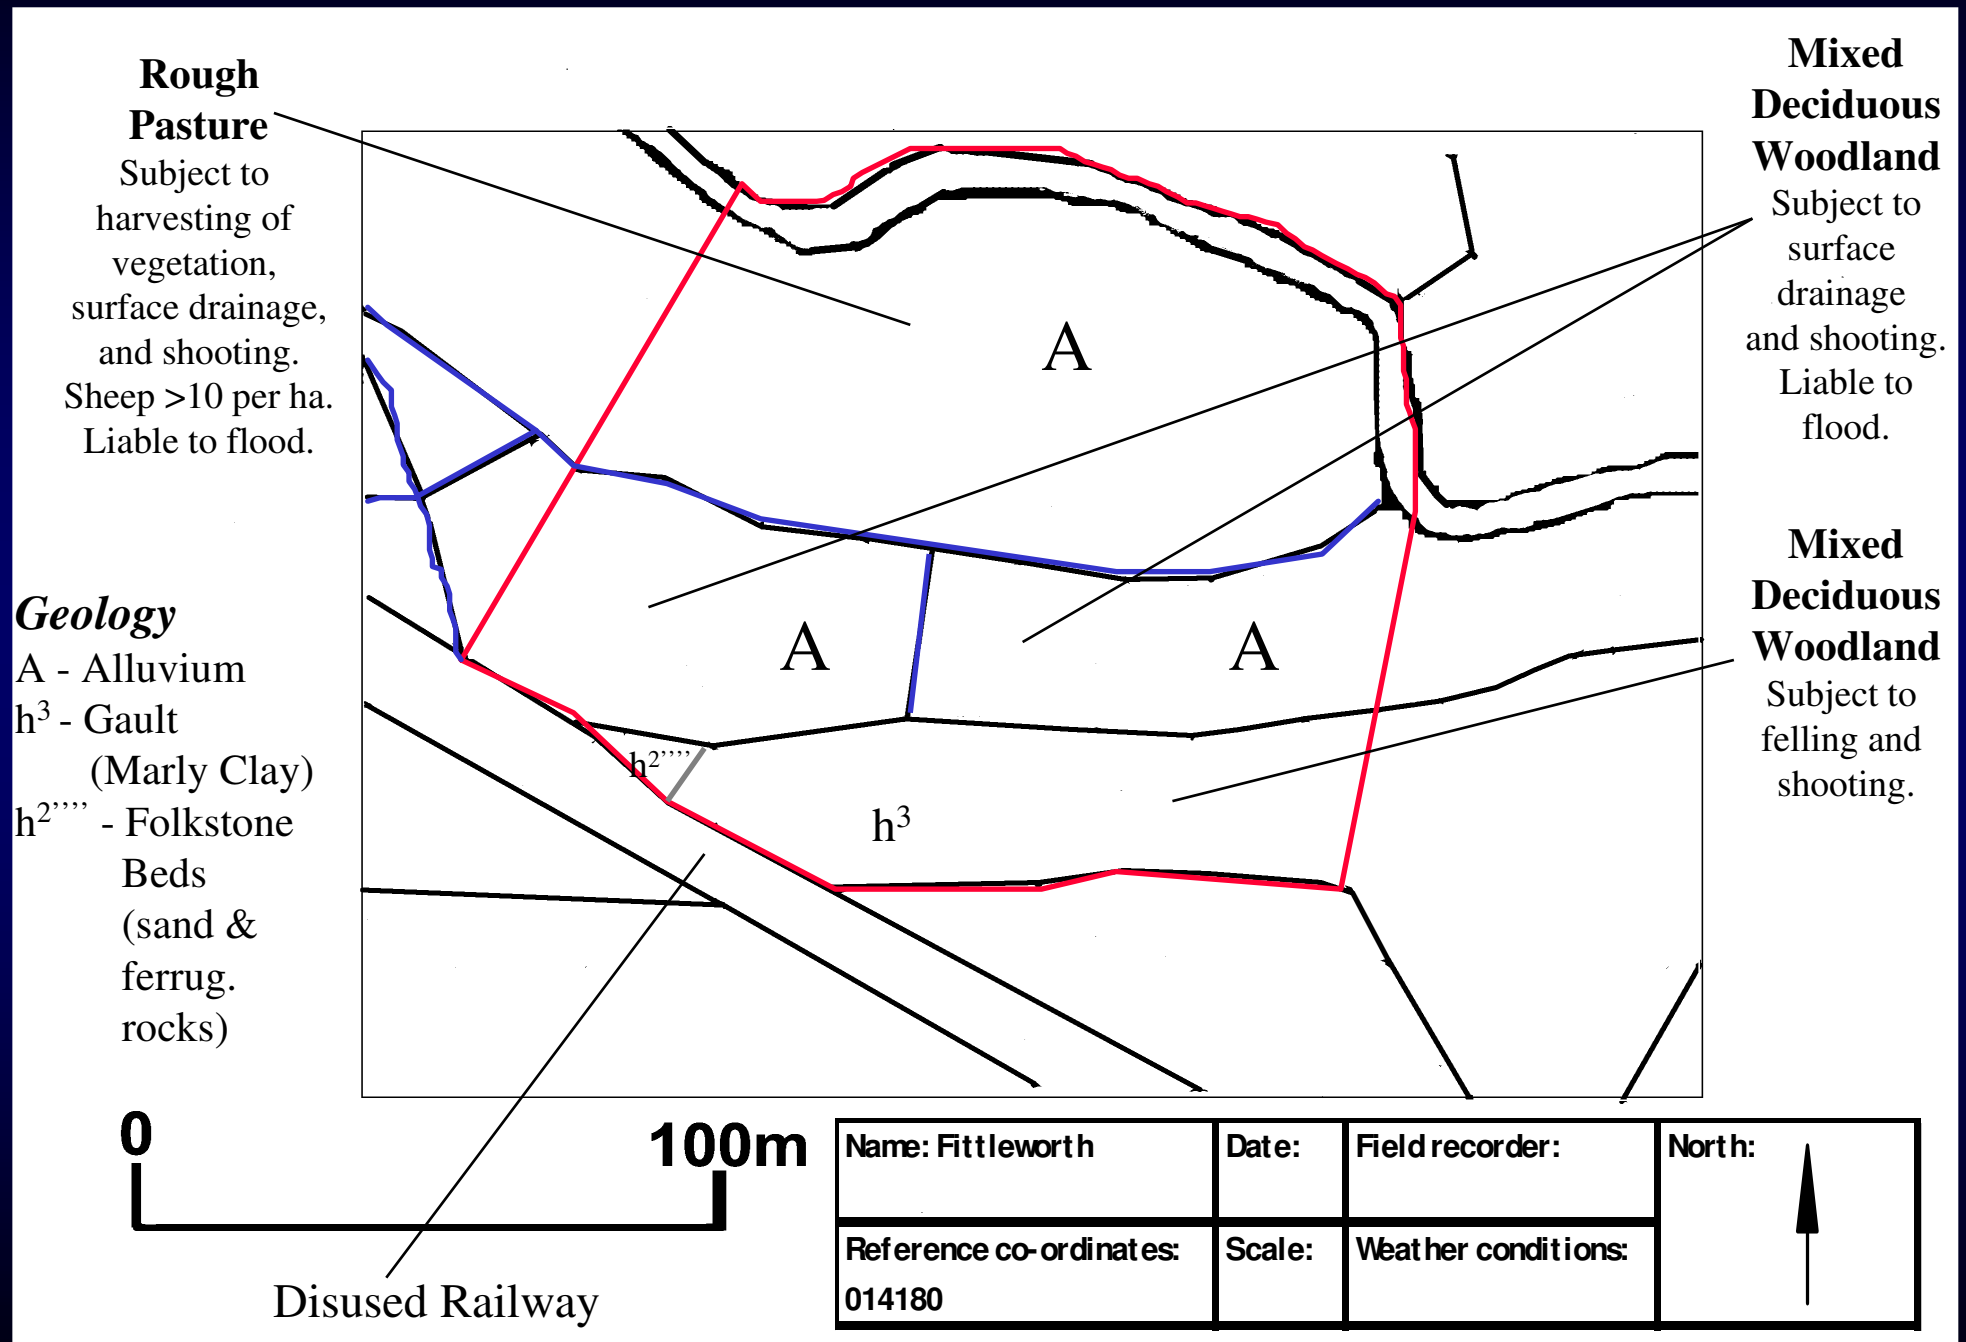 Rough
Pasture
Subject to
harvesting of
vegetation,
surface drainage,
and shooting.
Sheep >10 per ha.
Liable to flood.
Mixed
Deciduous
Woodland
Subject to
surface
drainage
and shooting.
Liable to
flood.
Mixed
Deciduous
Woodland
Subject to
felling and
shooting.
Geology
A - Alluvium
h³ - Gault
(Marly Clay)
h²’’’’ - Folkstone
Beds
(sand &
ferrug.
rocks)
A
A
A
h²’’’’
h³
0
100m
Disused Railway
Name: Fittleworth
Date:
Field recorder:
North:
Reference co-ordinates:
014180
Scale:
Weather conditions: